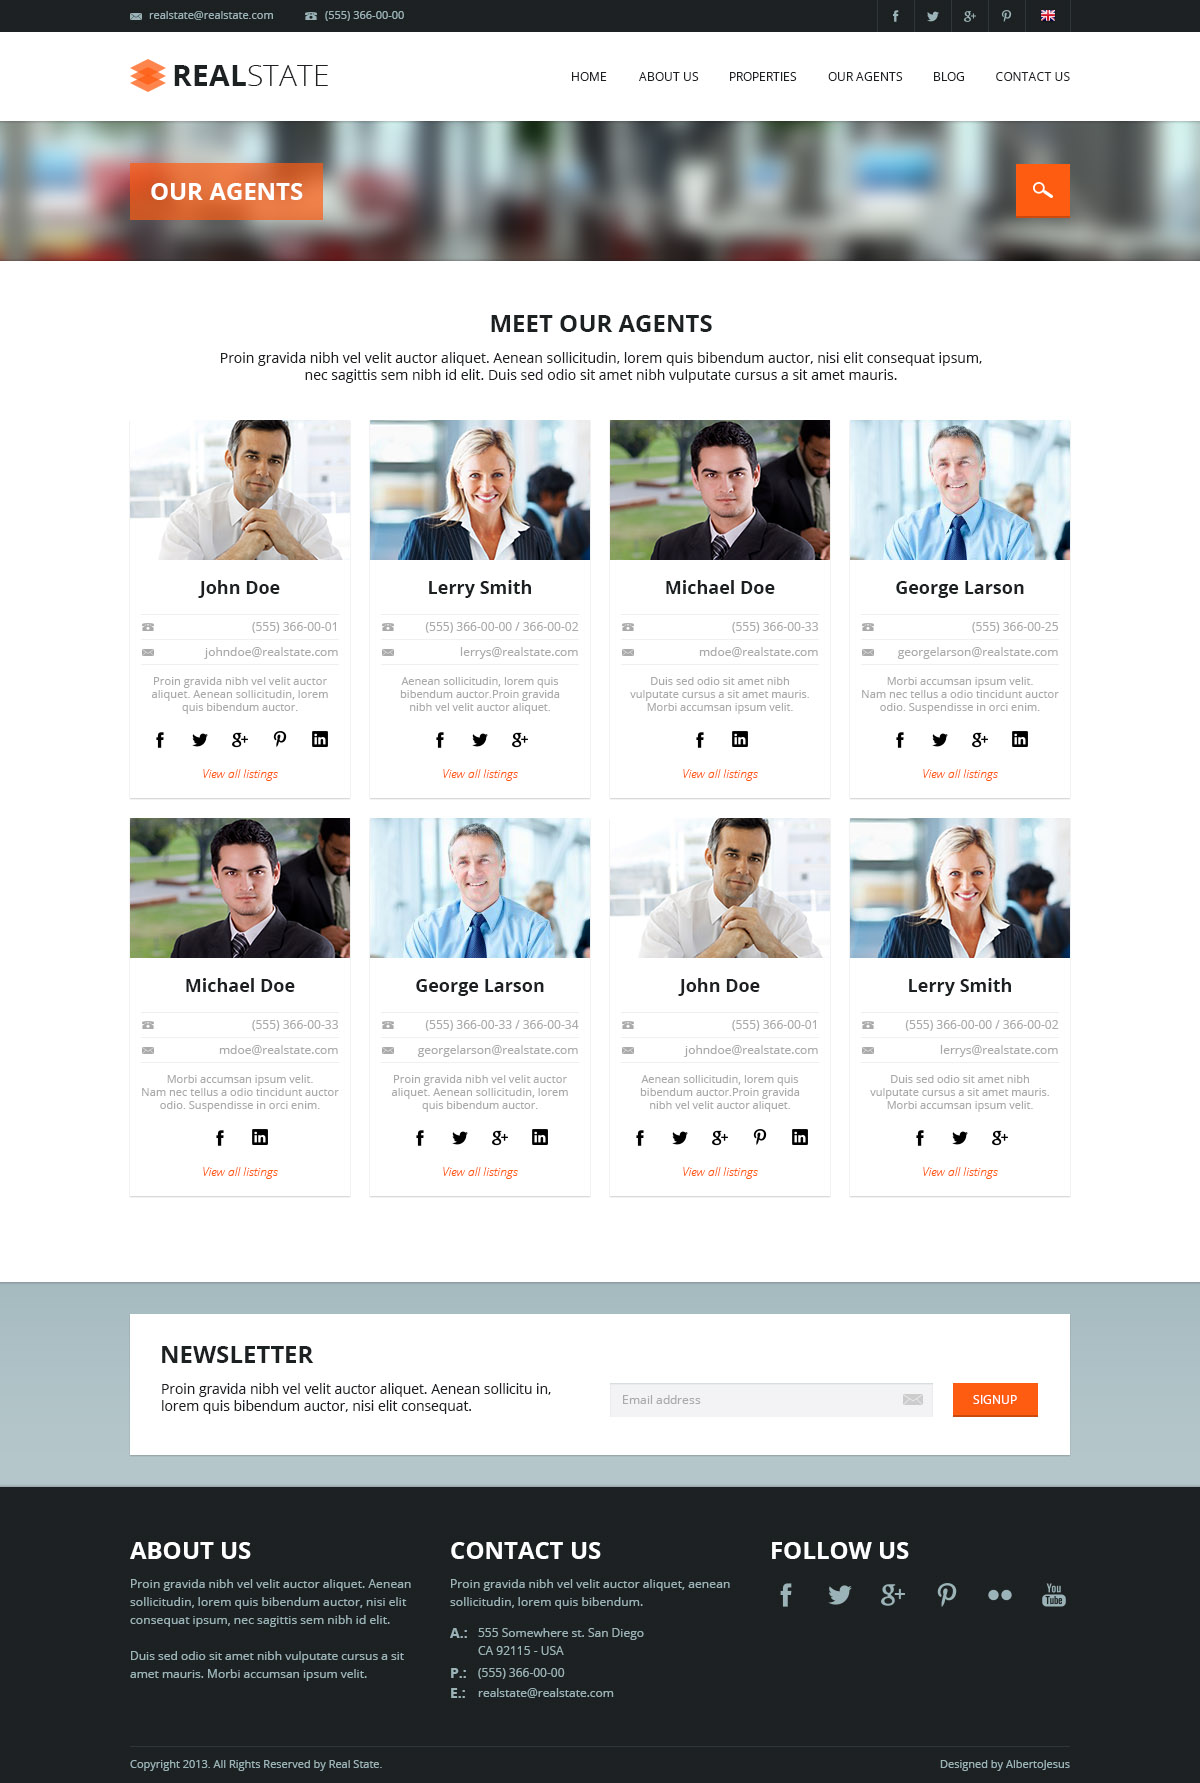 realstate@realstate.com (555) 366-00-00
REALSTATE
HOME ABOUT US PROPERTIES OUR AGENTS BLOG CONTACT US
OUR AGENTS
MEET OUR AGENTS
Proin gravida nibh vel velit auctor aliquet. Aenean sollicitudin, lorem quis bibendum auctor, nisi elit consequat ipsum,
nec sagittis sem nibh id elit. Duis sed odio sit amet nibh vulputate cursus a sit amet mauris.
John Doe
(555) 366-00-01
johndoe@realstate.com
Proin gravida nibh vel velit auctor
aliquet. Aenean sollicitudin, lorem
quis bibendum auctor.
View all listings
Lerry Smith
(555) 366-00-00 / 366-00-02
lerrys@realstate.com
Aenean sollicitudin, lorem quis
bibendum auctor.Proin gravida
nibh vel velit auctor aliquet.
View all listings
Michael Doe
(555) 366-00-33
mdoe@realstate.com
Duis sed odio sit amet nibh
vulputate cursus a sit amet mauris.
Morbi accumsan ipsum velit.
View all listings
George Larson
(555) 366-00-25
georgelarson@realstate.com
Morbi accumsan ipsum velit.
Nam nec tellus a odio tincidunt auctor
odio. Suspendisse in orci enim.
View all listings
Michael Doe
(555) 366-00-33
mdoe@realstate.com
Morbi accumsan ipsum velit.
Nam nec tellus a odio tincidunt auctor
odio. Suspendisse in orci enim.
View all listings
George Larson
(555) 366-00-33 / 366-00-34
georgelarson@realstate.com
Proin gravida nibh vel velit auctor
aliquet. Aenean sollicitudin, lorem
quis bibendum auctor.
View all listings
John Doe
(555) 366-00-01
johndoe@realstate.com
Aenean sollicitudin, lorem quis
bibendum auctor.Proin gravida
nibh vel velit auctor aliquet.
View all listings
Lerry Smith
(555) 366-00-00 / 366-00-02
lerrys@realstate.com
Duis sed odio sit amet nibh
vulputate cursus a sit amet mauris.
Morbi accumsan ipsum velit.
View all listings
NEWSLETTER
Proin gravida nibh vel velit auctor aliquet. Aenean sollicitu in,
lorem quis bibendum auctor, nisi elit consequat.
Email address
SIGNUP
ABOUT US
Proin gravida nibh vel velit auctor aliquet. Aenean
sollicitudin, lorem quis bibendum auctor, nisi elit
consequat ipsum, nec sagittis sem nibh id elit.
Duis sed odio sit amet nibh vulputate cursus a sit
amet mauris. Morbi accumsan ipsum velit.
CONTACT US
Proin gravida nibh vel velit auctor aliquet, aenean
sollicitudin, lorem quis bibendum.
A.: 555 Somewhere st. San Diego
CA 92115 - USA
P.: (555) 366-00-00
E.: realstate@realstate.com
FOLLOW US
You
Tube
Copyright 2013. All Rights Reserved by Real State.
Designed by AlbertoJesus